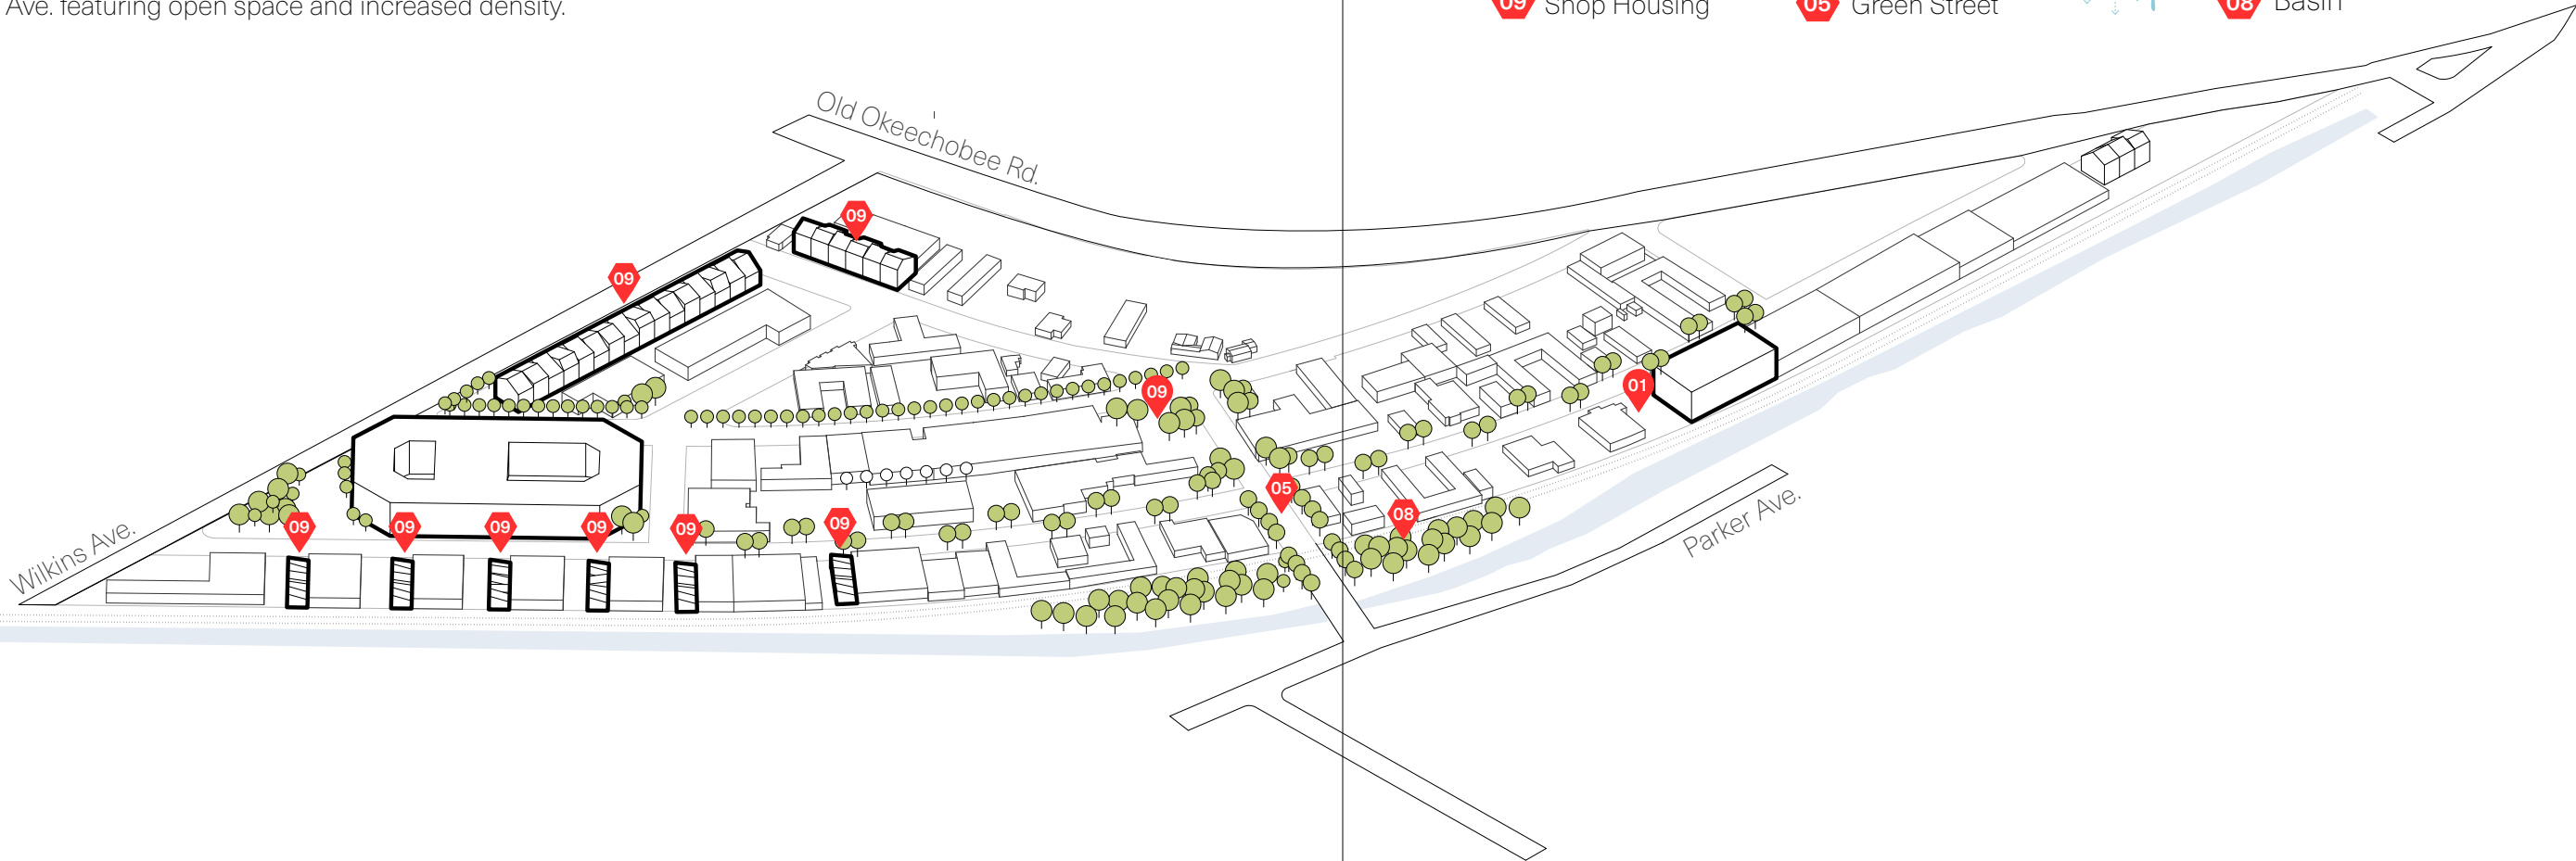 Ave. featuring open space and increased density.
09 Shop Housing
05 Green Street
08 Basin
Old Okeechobee Rd.
09
09
09
01
05
08
09
09
09
09
09
09
Wilkins Ave.
Parker Ave.